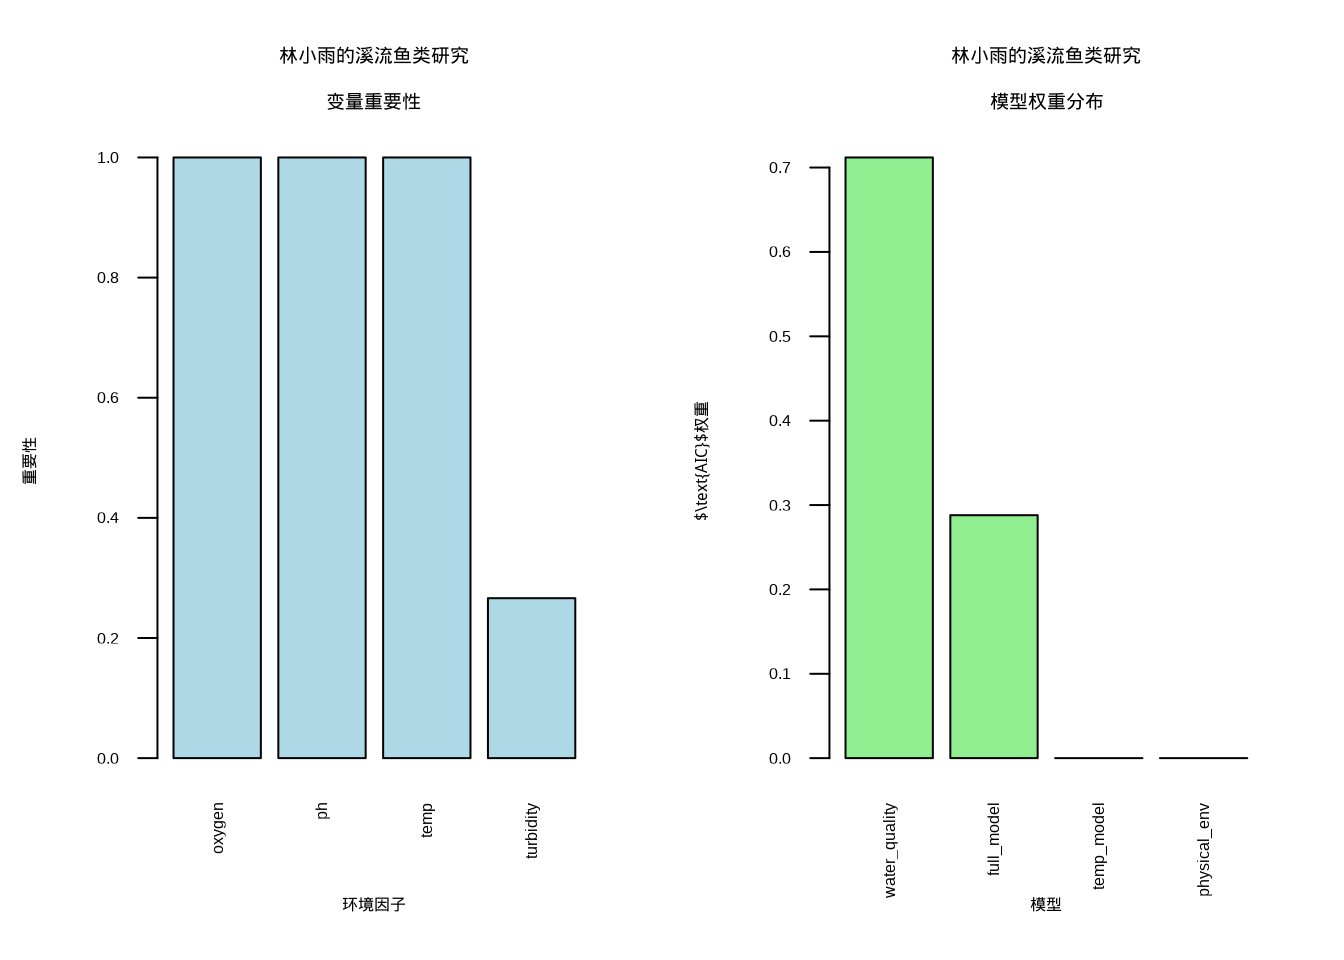 林小雨的溪流鱼类研究
变量重要性
重要性
1.0
0.8
0.6
0.4
0.2
0.0
oxygen
ph
temp
turbidity
环境因子
林小雨的溪流鱼类研究
模型权重分布
$\text{AIC}$权重
0.7
0.6
0.5
0.4
0.3
0.2
0.1
0.0
water_quality
full_model
temp_model
physical_env
模型